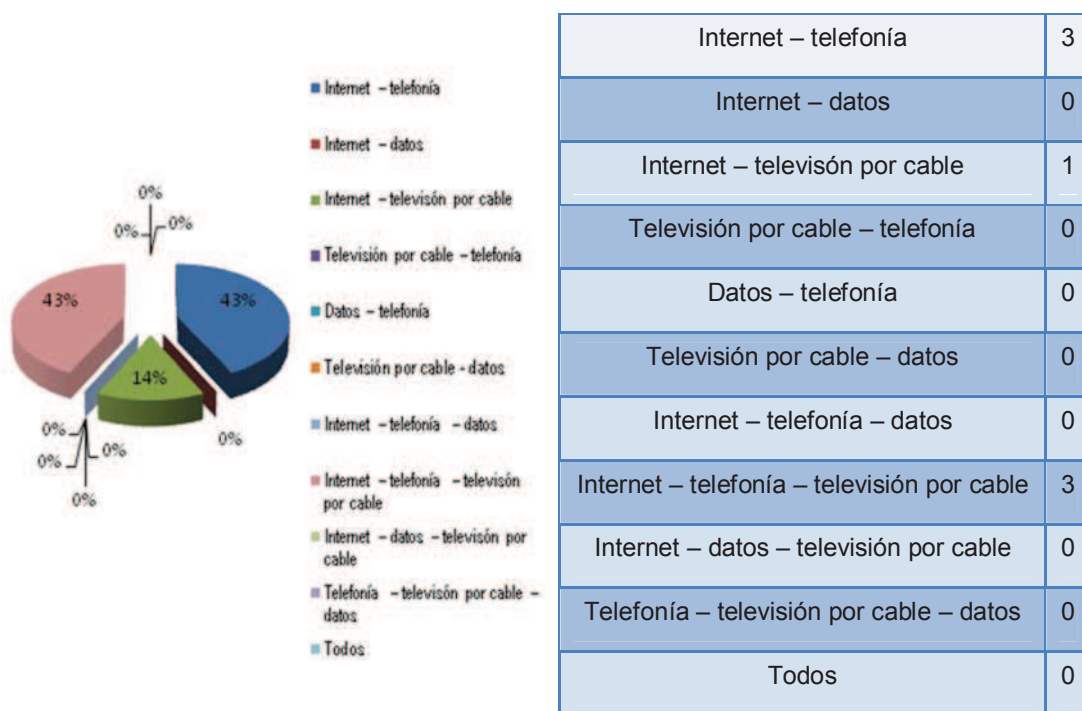 0%
0%
0%
43%
43%
14%
0%
0%
0%
0%
0%
Internet – telefonía
Internet – datos
Internet – televisón por cable
Televisión por cable – telefonía
Datos – telefonía
Televisión por cable - datos
Internet – telefonía – datos
Internet – telefonía – televisón
por cable
Internet – datos – televisón por
cable
Telefonía – televisón por cable –
datos
Todos
Internet – telefonía 3
Internet – datos 0
Internet – televisón por cable 1
Televisión por cable – telefonía 0
Datos – telefonía 0
Televisión por cable – datos 0
Internet – telefonía – datos 0
Internet – telefonía – televisión por cable 3
Internet – datos – televisión por cable 0
Telefonía – televisión por cable – datos 0
Todos 0